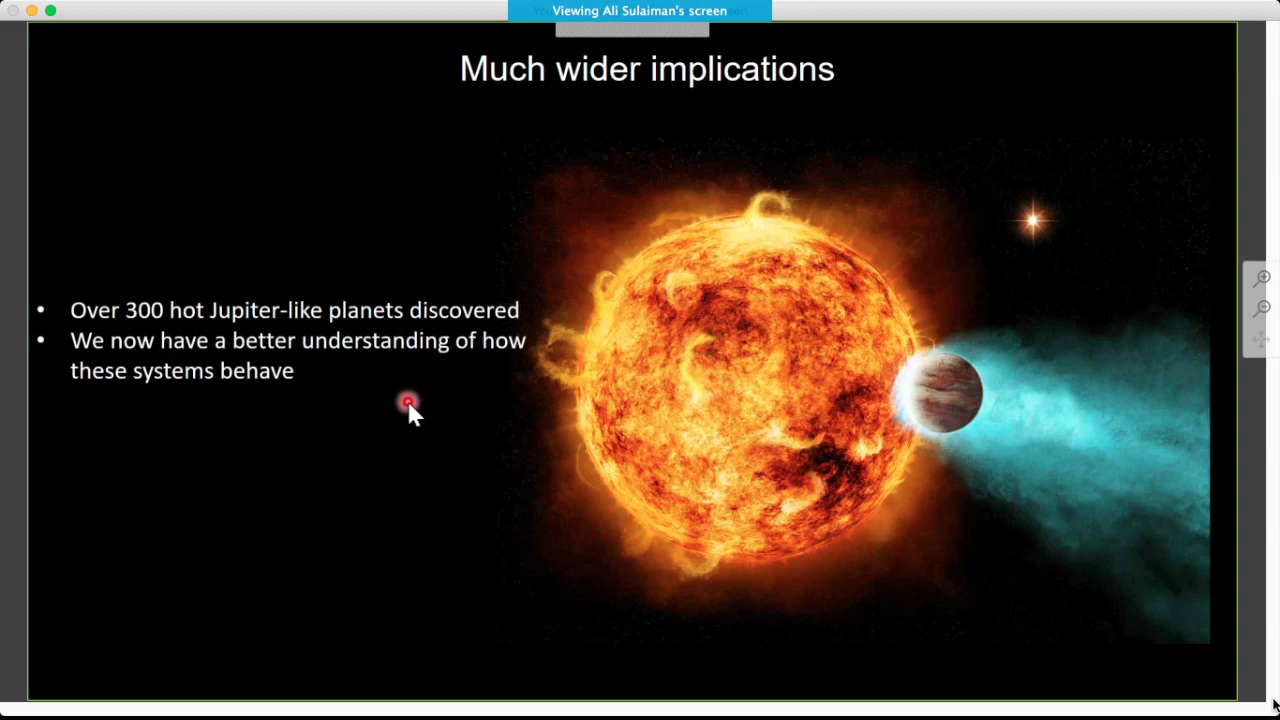 Viewing Ali Sulaiman's screen
Much wider implications
• Over 300 hot Jupiter-like planets discovered
• We now have a better understanding of how
these systems behave